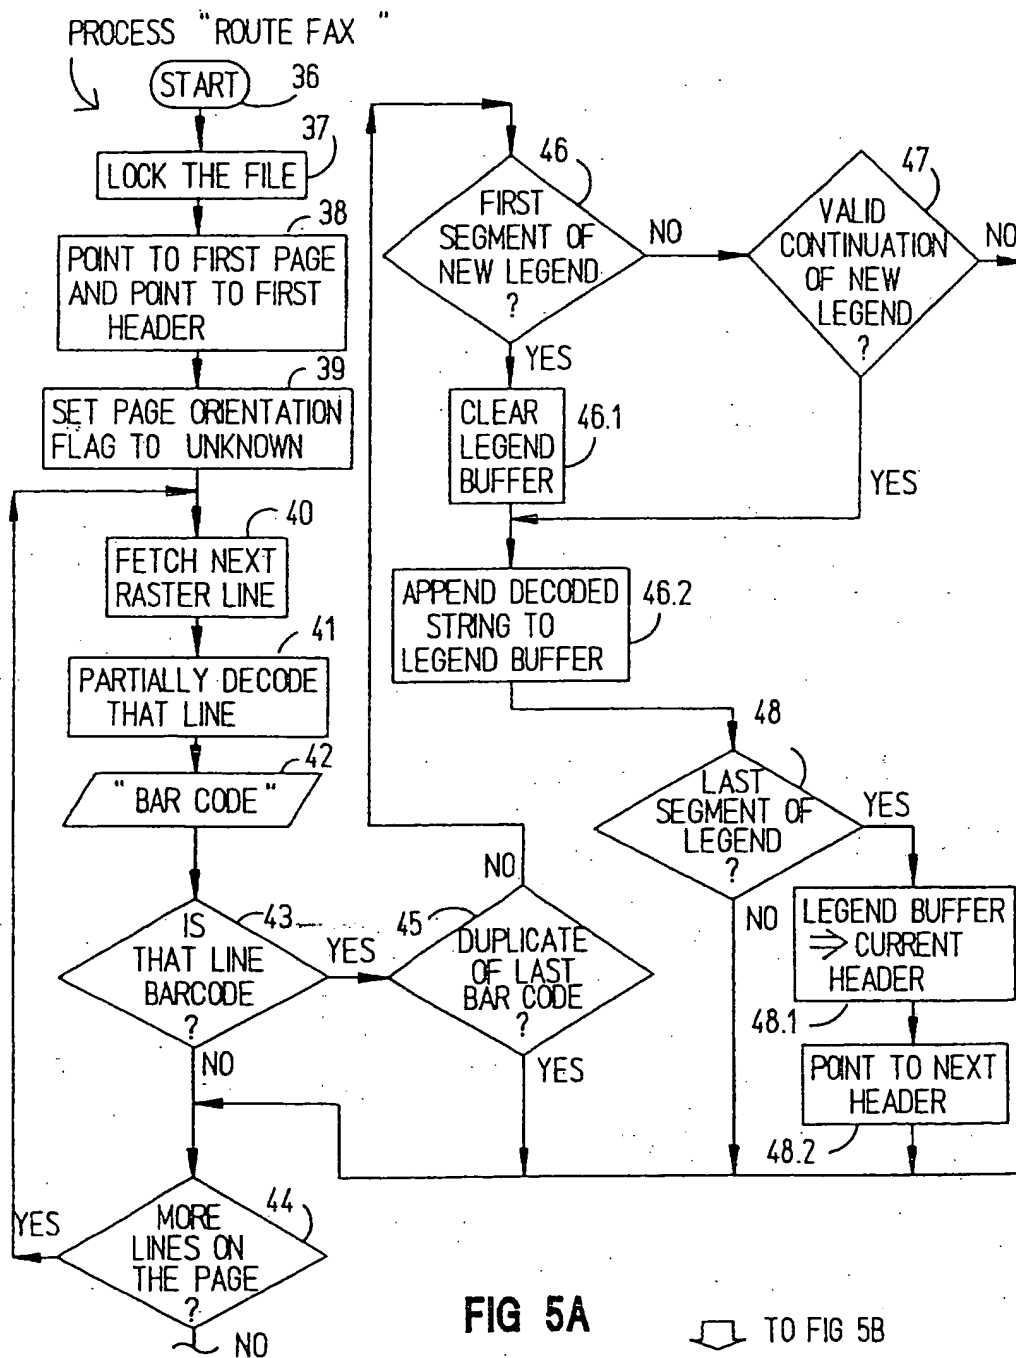 PROCESS "ROUTE FAX"
START
36
37
LOCK THE FILE
38
POINT TO FIRST PAGE
AND POINT TO FIRST
HEADER
39
SET PAGE ORIENTATION
FLAG TO UNKNOWN
40
FETCH NEXT
RASTER LINE
41
PARTIALLY DECODE
THAT LINE
42
"BAR CODE"
43
IS
THAT LINE
BARCODE
?
YES
NO
44
MORE
LINES ON
THE PAGE
?
YES
NO
45
DUPLICATE
OF LAST
BAR CODE
?
NO
YES
46
FIRST
SEGMENT OF
NEW LEGEND
?
NO
YES
47
VALID
CONTINUATION
OF NEW
LEGEND
?
NO
YES
CLEAR
LEGEND
BUFFER
46.1
APPEND DECODED
STRING TO
LEGEND BUFFER
46.2
48
LAST
SEGMENT OF
LEGEND
?
YES
NO
LEGEND BUFFER
⇒ CURRENT
HEADER
48.1
POINT TO NEXT
HEADER
48.2
FIG 5A
TO FIG 5B